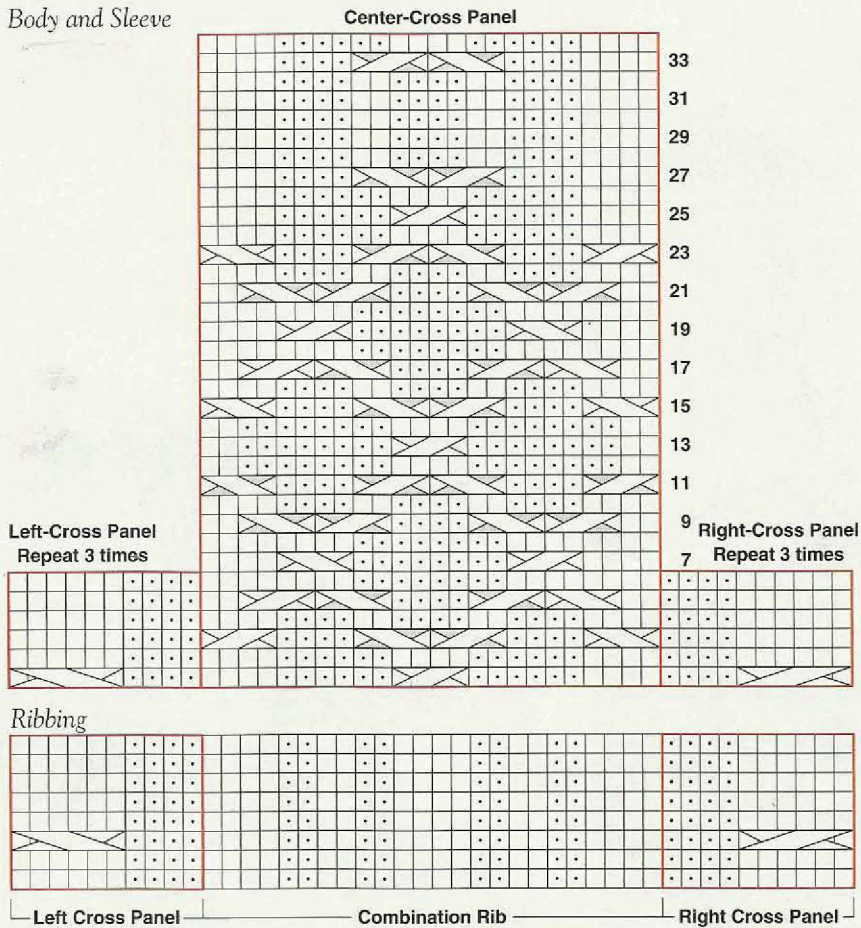 Body and Sleeve
Center-Cross Panel
33
31
29
27
25
23
21
19
17
15
13
11
9
7
Left-Cross Panel
Repeat 3 times
Right-Cross Panel
Repeat 3 times
Ribbing
Left Cross Panel
Combination Rib
Right Cross Panel